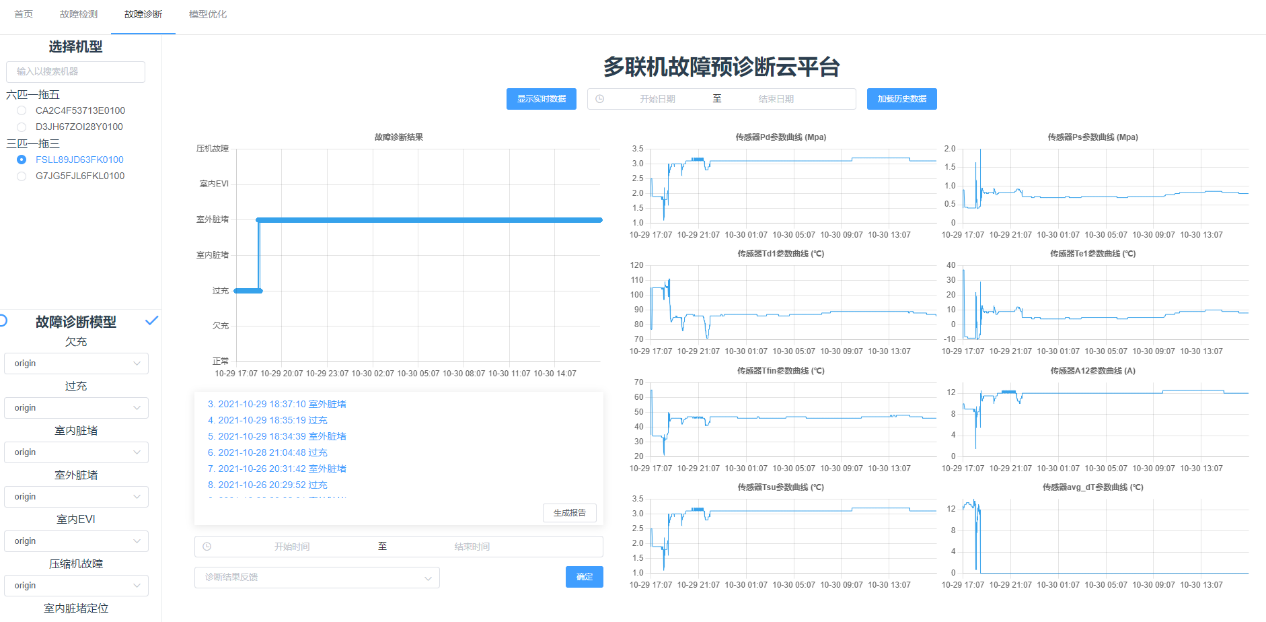 首页 故障检测 故障诊断 模型优化
选择机型
输入以搜索机器
六匹一拖五
CA2C4F53713E0100
D3JH67ZOI28Y0100
三匹一拖三
FSLL89JD63FK0100
G7JG5FJL6FKL0100
故障诊断模型
欠充
origin
过充
origin
室内脏堵
origin
室外脏堵
origin
室内EVI
origin
压缩机故障
origin
室内脏堵定位
多联机故障预诊断云平台
显示实时数据 开始日期 至 结束日期 加载历史数据
故障诊断结果
压机故障
室内EVI
室外脏堵
室内脏堵
过充
欠充
正常
10-29 17:07 10-29 20:07 10-29 23:07 10-30 02:07 10-30 05:07 10-30 08:07 10-30 11:07 10-30 14:07
3. 2021-10-29 18:37:10 室外脏堵
4. 2021-10-29 18:35:19 过充
5. 2021-10-29 18:34:39 室外脏堵
6. 2021-10-28 21:04:48 过充
7. 2021-10-26 20:31:42 室外脏堵
8. 2021-10-26 20:29:52 过充
生成报告
开始时间 至 结束时间
诊断结果反馈 确定
传感器Pd参数曲线 (Mpa)
3.5
3.0
2.5
2.0
1.5
1.0
10-29 17:07 10-29 21:07 10-30 01:07 10-30 05:07 10-30 09:07 10-30 13:07
传感器Ps参数曲线 (Mpa)
2.0
1.5
1.0
0.5
0
10-29 17:07 10-29 21:07 10-30 01:07 10-30 05:07 10-30 09:07 10-30 13:07
传感器Td1参数曲线 (℃)
120
110
100
90
80
70
10-29 17:07 10-29 21:07 10-30 01:07 10-30 05:07 10-30 09:07 10-30 13:07
传感器Te1参数曲线 (℃)
40
30
20
10
0
-10
10-29 17:07 10-29 21:07 10-30 01:07 10-30 05:07 10-30 09:07 10-30 13:07
传感器Tfin参数曲线 (℃)
70
60
50
40
30
20
10-29 17:07 10-29 21:07 10-30 01:07 10-30 05:07 10-30 09:07 10-30 13:07
传感器A12参数曲线 (A)
12
8
4
0
10-29 17:07 10-29 21:07 10-30 01:07 10-30 05:07 10-30 09:07 10-30 13:07
传感器Tsu参数曲线 (℃)
3.5
3.0
2.5
2.0
1.5
1.0
10-29 17:07 10-29 21:07 10-30 01:07 10-30 05:07 10-30 09:07 10-30 13:07
传感器avg_dT参数曲线 (℃)
12
8
4
0
10-29 17:07 10-29 21:07 10-30 01:07 10-30 05:07 10-30 09:07 10-30 13:07